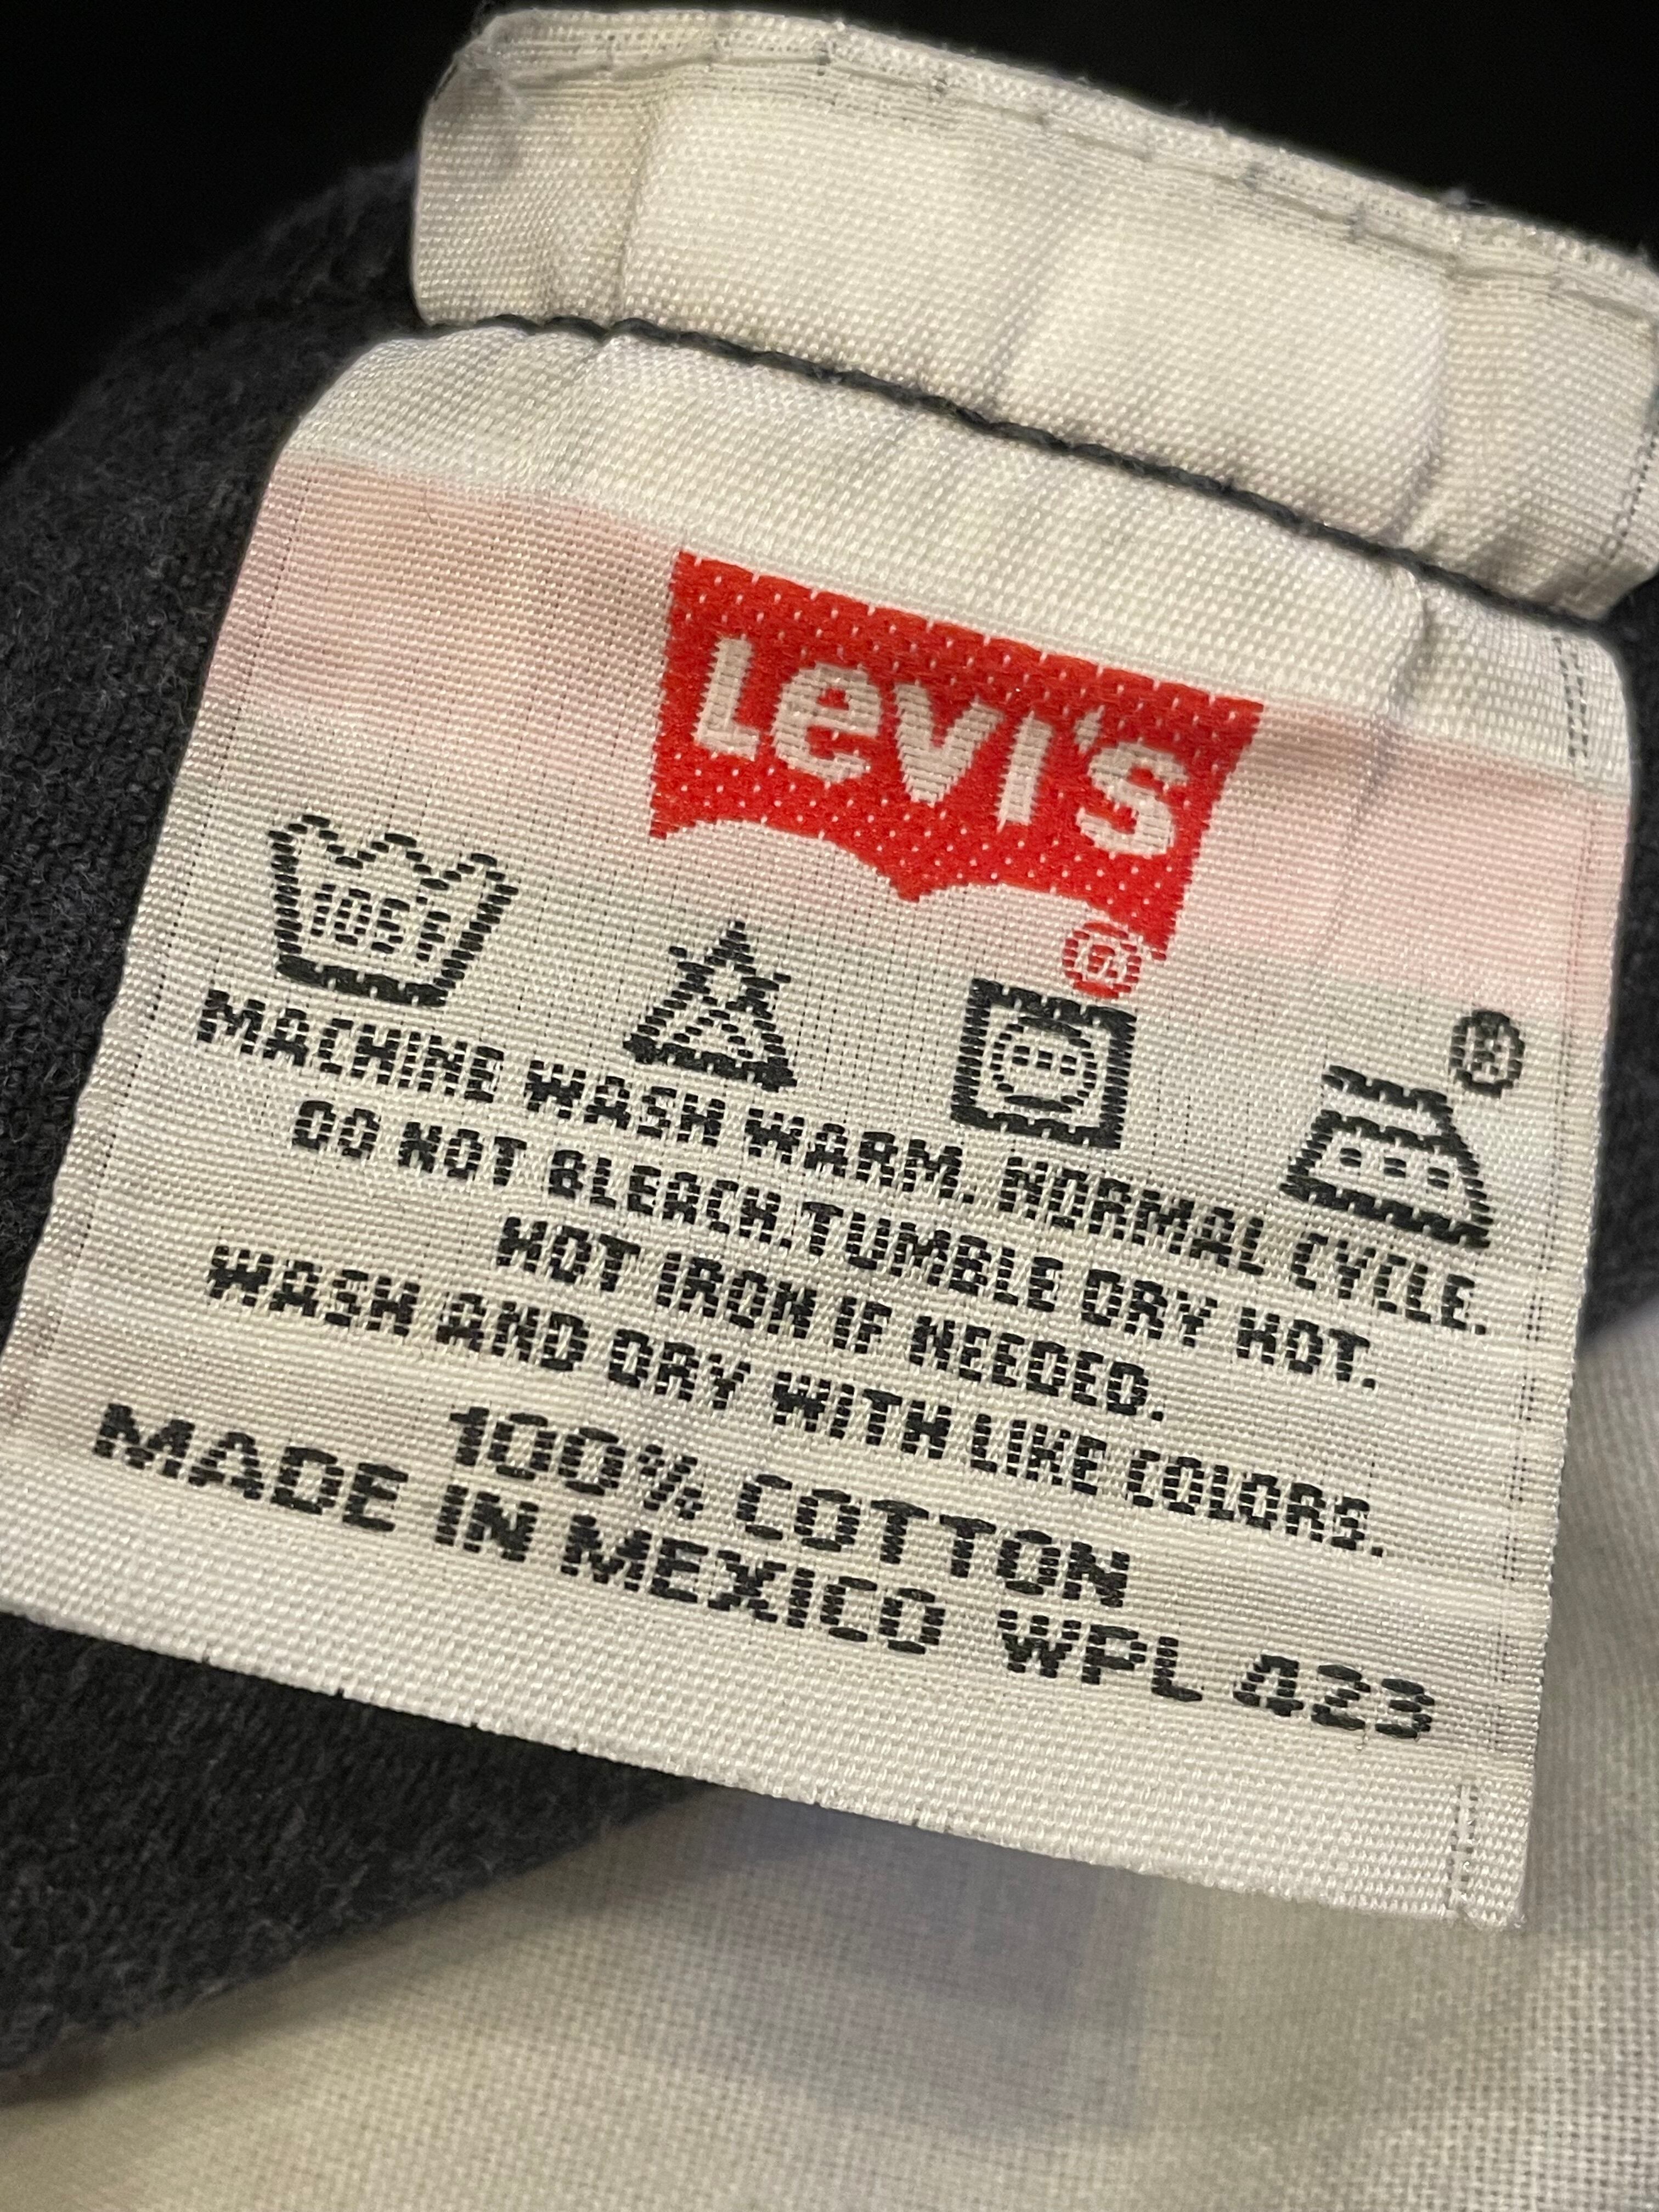 LEVI'S
®
105F
®
MACHINE WASH WARM. NORMAL CYCLE.
DO NOT BLEACH.TUMBLE DRY HOT.
HOT IRON IF NEEDED.
WASH AND DRY WITH LIKE COLORS.
100% COTTON
MADE IN MEXICO WPL 423